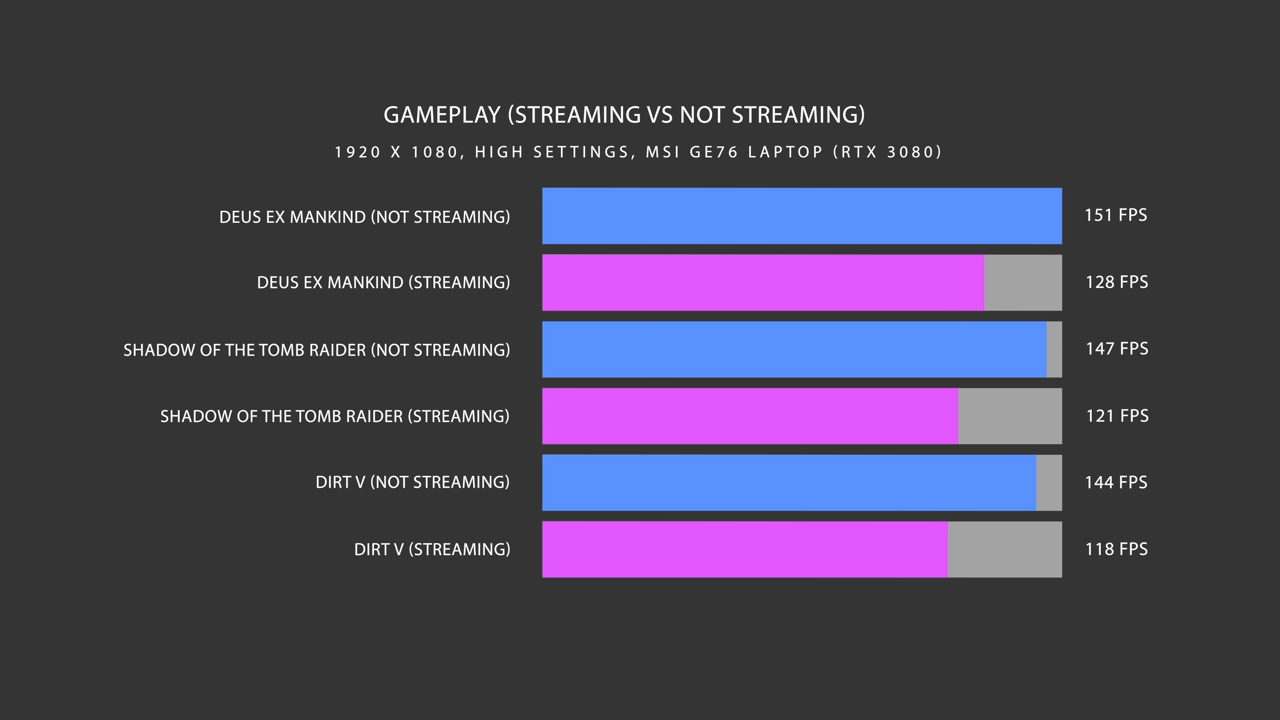 GAMEPLAY (STREAMING VS NOT STREAMING)
1920 X 1080, HIGH SETTINGS, MSI GE76 LAPTOP (RTX 3080)
DEUS EX MANKIND (NOT STREAMING) 151 FPS
DEUS EX MANKIND (STREAMING) 128 FPS
SHADOW OF THE TOMB RAIDER (NOT STREAMING) 147 FPS
SHADOW OF THE TOMB RAIDER (STREAMING) 121 FPS
DIRT V (NOT STREAMING) 144 FPS
DIRT V (STREAMING) 118 FPS